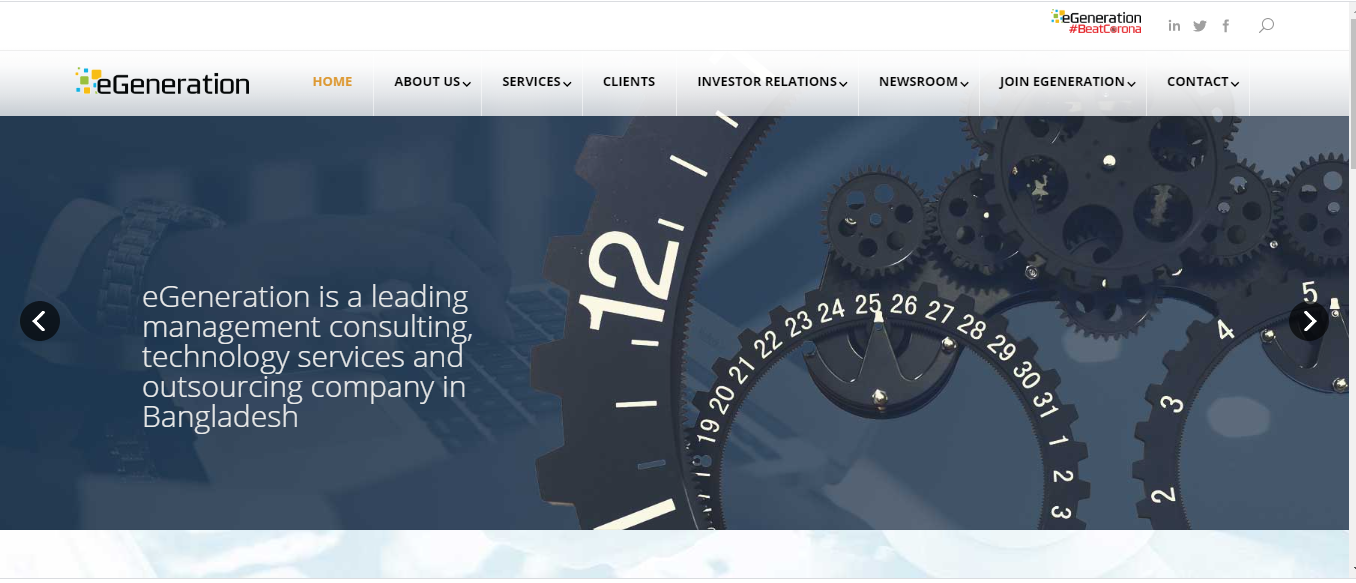 eGeneration
#BeatCorona
eGeneration
HOME
ABOUT US
SERVICES
CLIENTS
INVESTOR RELATIONS
NEWSROOM
JOIN EGENERATION
CONTACT
eGeneration is a leading
management consulting,
technology services and
outsourcing company in
Bangladesh
12
19 20 21 22 23 24 25 26 27 28 29 30 31 1 2 3
5
4
3
2